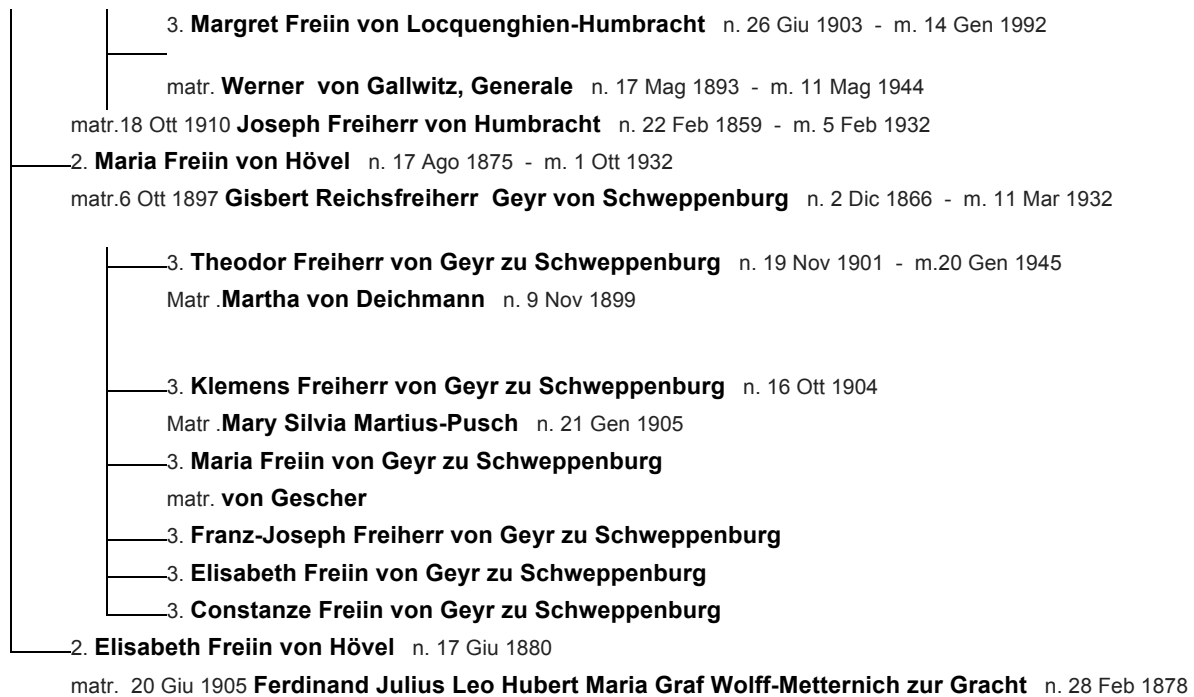 3. Margret Freiin von Locquenghien-Humbracht n. 26 Giu 1903 - m. 14 Gen 1992
matr. Werner von Gallwitz, Generale n. 17 Mag 1893 - m. 11 Mag 1944
matr.18 Ott 1910 Joseph Freiherr von Humbracht n. 22 Feb 1859 - m. 5 Feb 1932
2. Maria Freiin von Hövel n. 17 Ago 1875 - m. 1 Ott 1932
matr.6 Ott 1897 Gisbert Reichsfreiherr Geyr von Schweppenburg n. 2 Dic 1866 - m. 11 Mar 1932
3. Theodor Freiherr von Geyr zu Schweppenburg n. 19 Nov 1901 - m.20 Gen 1945
Matr .Martha von Deichmann n. 9 Nov 1899
3. Klemens Freiherr von Geyr zu Schweppenburg n. 16 Ott 1904
Matr .Mary Silvia Martius-Pusch n. 21 Gen 1905
3. Maria Freiin von Geyr zu Schweppenburg
matr. von Gescher
3. Franz-Joseph Freiherr von Geyr zu Schweppenburg
3. Elisabeth Freiin von Geyr zu Schweppenburg
3. Constanze Freiin von Geyr zu Schweppenburg
2. Elisabeth Freiin von Hövel n. 17 Giu 1880
matr. 20 Giu 1905 Ferdinand Julius Leo Hubert Maria Graf Wolff-Metternich zur Gracht n. 28 Feb 1878